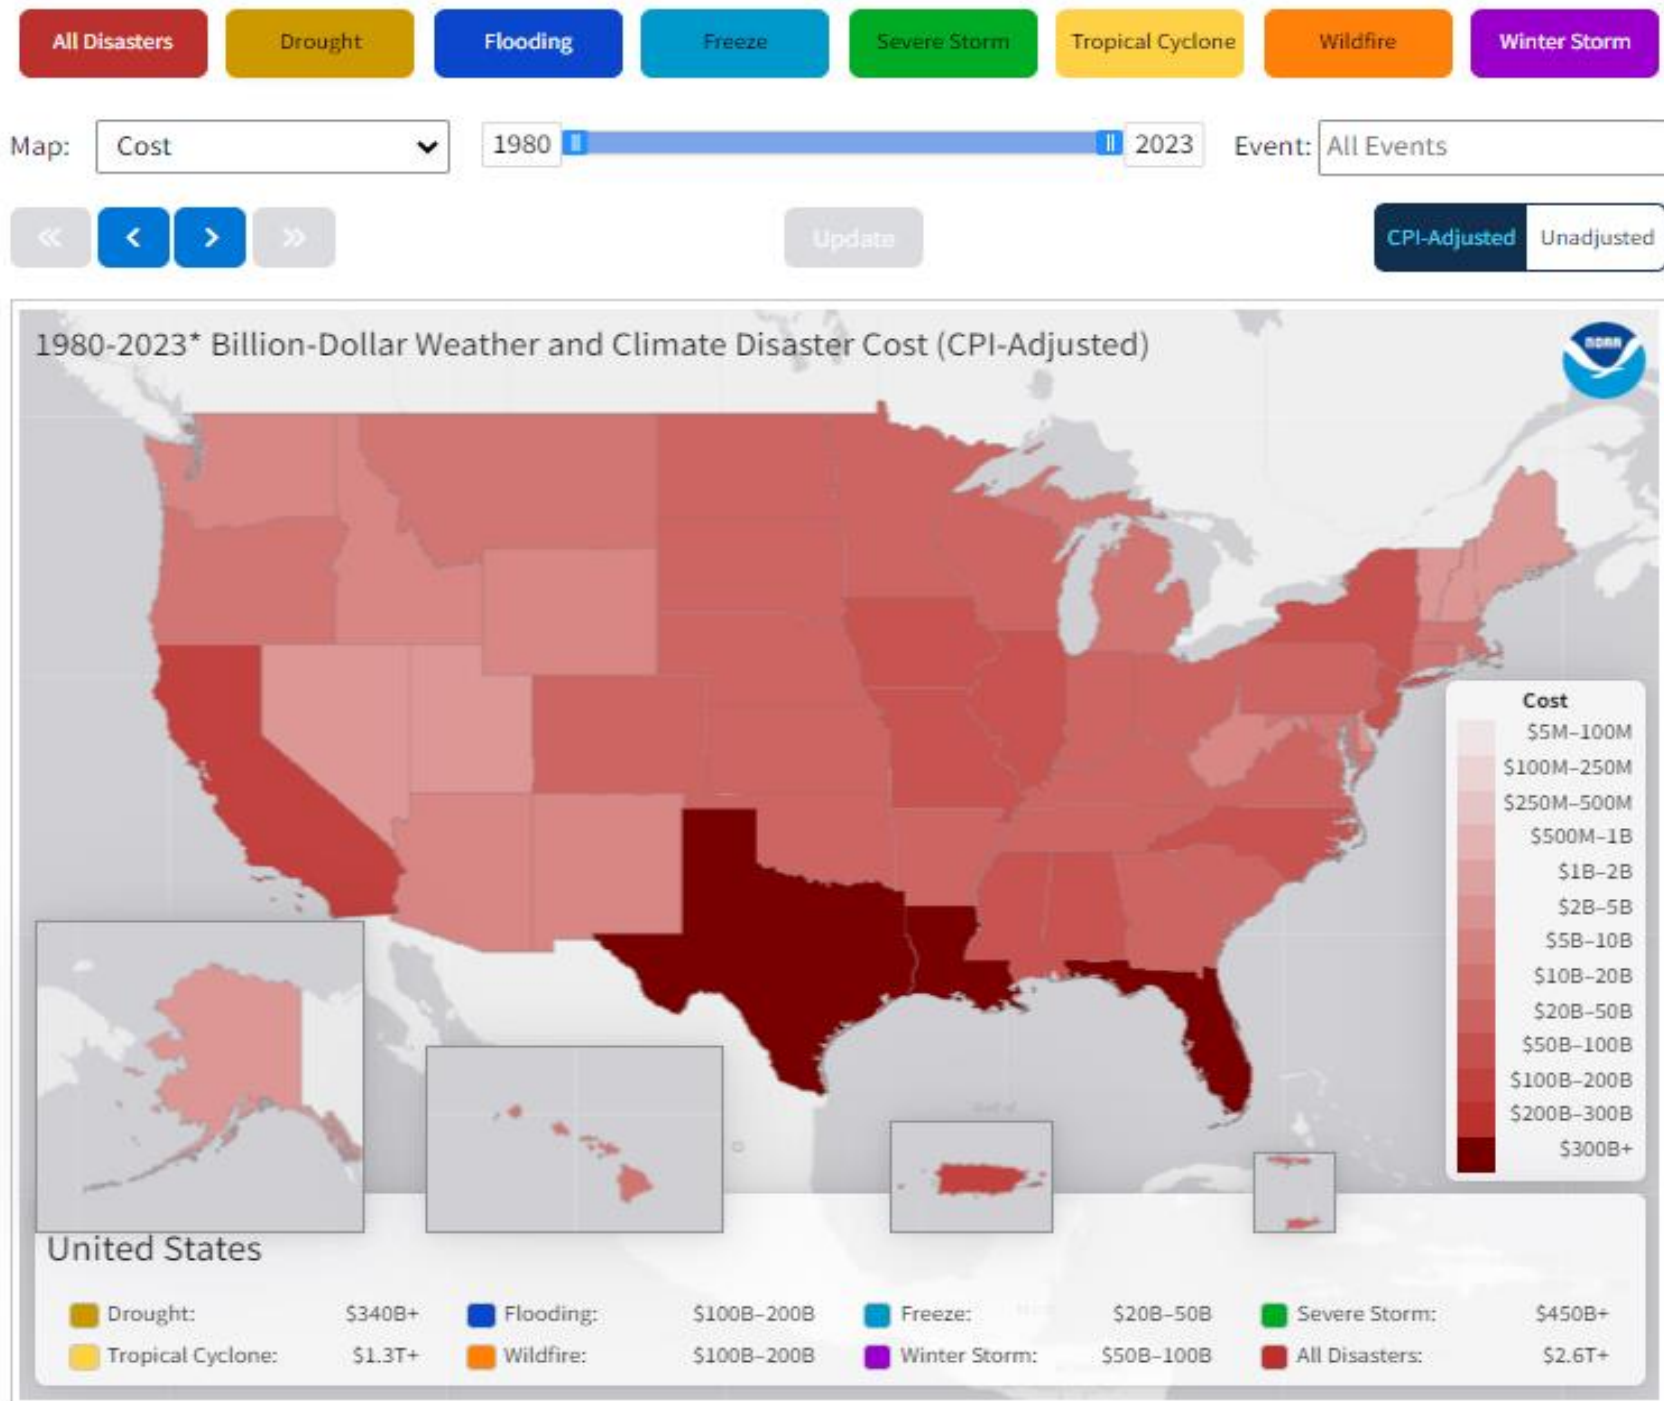 All Disasters Drought Flooding Freeze Severe Storm Tropical Cyclone Wildfire Winter Storm
Map: Cost 1980 2023 Event: All Events
« < > » Update CPI-Adjusted Unadjusted
1980-2023* Billion-Dollar Weather and Climate Disaster Cost (CPI-Adjusted)
NOAA
Cost
$5M–100M
$100M–250M
$250M–500M
$500M–1B
$1B–2B
$2B–5B
$5B–10B
$10B–20B
$20B–50B
$50B–100B
$100B–200B
$200B–300B
$300B+
United States
Drought: $340B+ Flooding: $100B–200B Freeze: $20B–50B Severe Storm: $450B+
Tropical Cyclone: $1.3T+ Wildfire: $100B–200B Winter Storm: $50B–100B All Disasters: $2.6T+